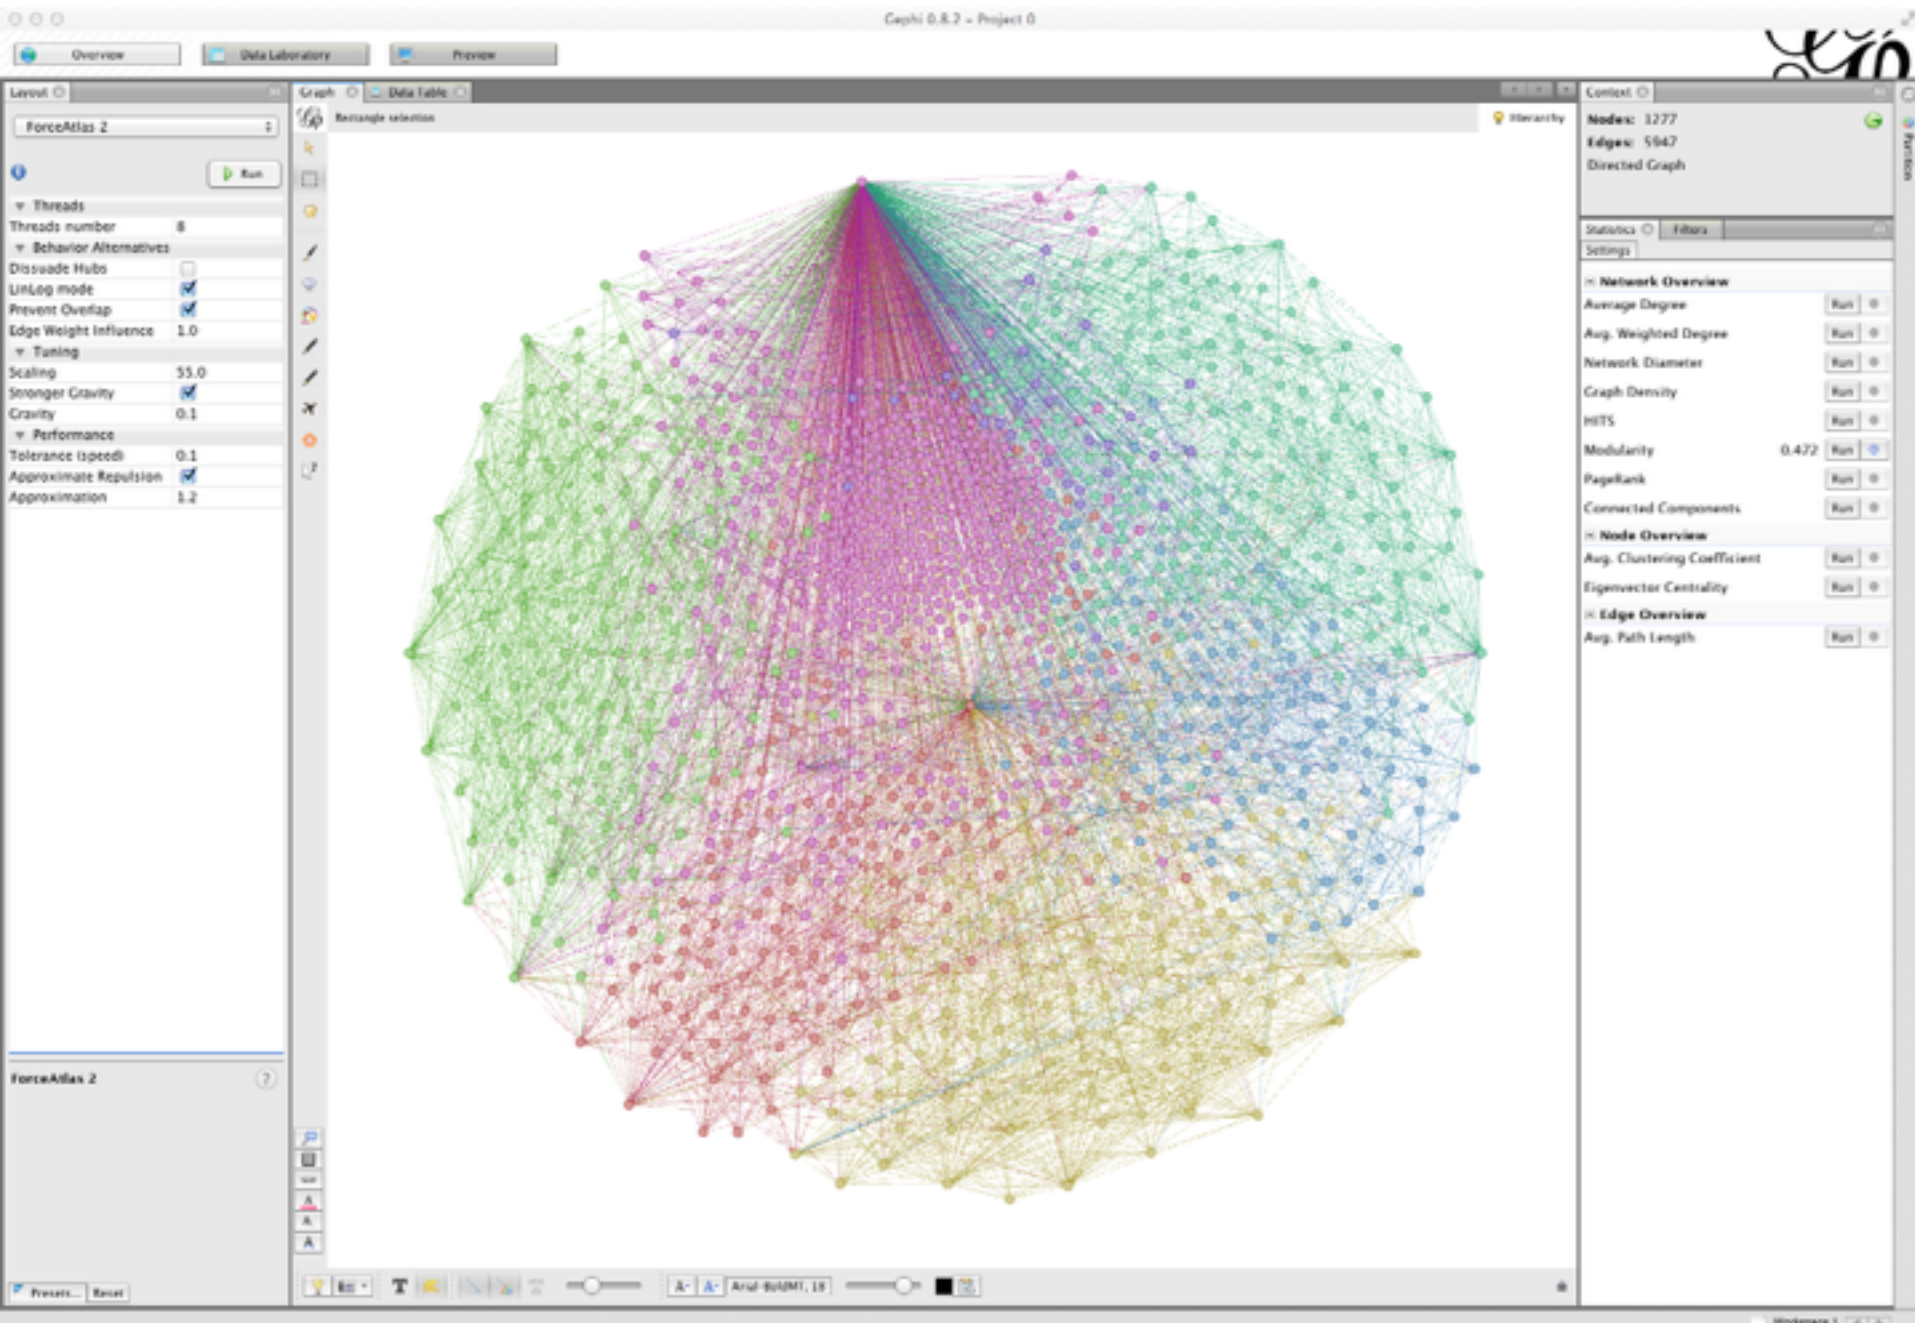 Gephi 0.8.2 - Project 0
Overview
Data Laboratory
Preview
Layout
ForceAtlas 2
Run
Threads
Threads number 8
Behavior Alternatives
Dissuade Hubs
LinLog mode
Prevent Overlap
Edge Weight Influence 1.0
Tuning
Scaling 55.0
Stronger Gravity
Gravity 0.1
Performance
Tolerance (speed) 0.1
Approximate Repulsion
Approximation 1.2
ForceAtlas 2
?
Presets...
Reset
Graph
Data Table
Rectangle selection
Hierarchy
T
A-
A-
Arial-BoldMT, 18
Context
Nodes: 1277
Edges: 5947
Directed Graph
Partition
Statistics
Filters
Settings
Network Overview
Average Degree Run
Avg. Weighted Degree Run
Network Diameter Run
Graph Density Run
HITS Run
Modularity 0.472 Run
PageRank Run
Connected Components Run
Node Overview
Avg. Clustering Coefficient Run
Eigenvector Centrality Run
Edge Overview
Avg. Path Length Run
Workspace 1